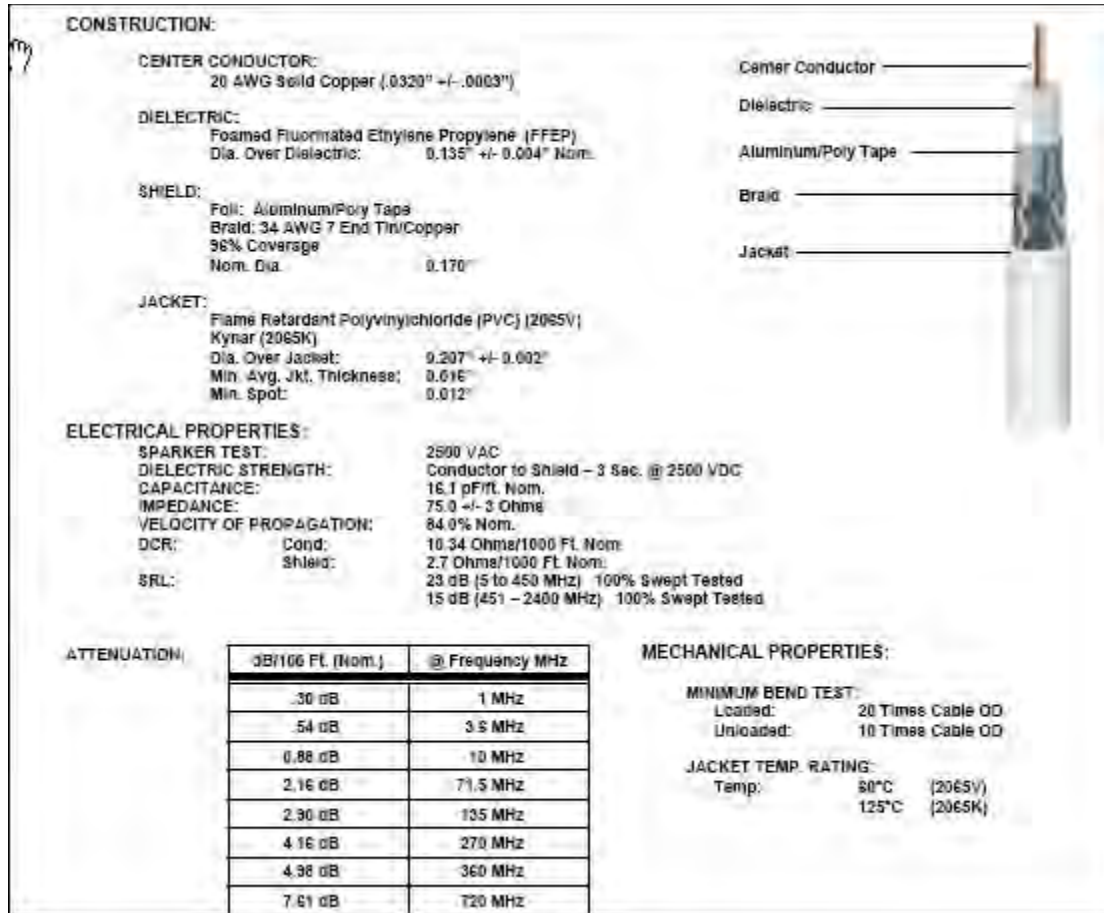 CONSTRUCTION:
CENTER CONDUCTOR:
20 AWG Solid Copper (.0320" +/- .0003")
DIELECTRIC:
Foamed Fluorinated Ethylene Propylene (FFEP)
Dia. Over Dielectric: 0.135" +/- 0.004" Nom.
SHIELD:
Foil: Aluminum/Poly Tape
Braid: 34 AWG 7 End Tin/Copper
96% Coverage
Nom. Dia. 0.170"
JACKET:
Flame Retardant Polyvinylchloride (PVC) (2065V)
Kynar (2065K)
Dia. Over Jacket: 0.207" +/- 0.002"
Min. Avg. Jkt. Thickness: 0.016"
Min. Spot: 0.012"
Center Conductor
Dielectric
Aluminum/Poly Tape
Braid
Jacket
ELECTRICAL PROPERTIES:
SPARKER TEST: 2500 VAC
DIELECTRIC STRENGTH: Conductor to Shield – 3 Sec. @ 2500 VDC
CAPACITANCE: 16.1 pF/ft. Nom.
IMPEDANCE: 75.0 +/- 3 Ohms
VELOCITY OF PROPAGATION: 84.0% Nom.
DCR: Cond: 10.34 Ohms/1000 Ft. Nom.
Shield: 2.7 Ohms/1000 Ft. Nom.
SRL: 23 dB (5 to 450 MHz) 100% Swept Tested
15 dB (451 – 2400 MHz) 100% Swept Tested
ATTENUATION:
dB/100 Ft. (Nom.) @ Frequency MHz
.30 dB 1 MHz
.54 dB 3.6 MHz
0.88 dB 10 MHz
2.16 dB 71.5 MHz
2.90 dB 135 MHz
4.16 dB 270 MHz
4.98 dB 360 MHz
7.61 dB 720 MHz
MECHANICAL PROPERTIES:
MINIMUM BEND TEST:
Loaded: 20 Times Cable OD
Unloaded: 10 Times Cable OD
JACKET TEMP. RATING:
Temp: (2065V)
125°C (2065K)